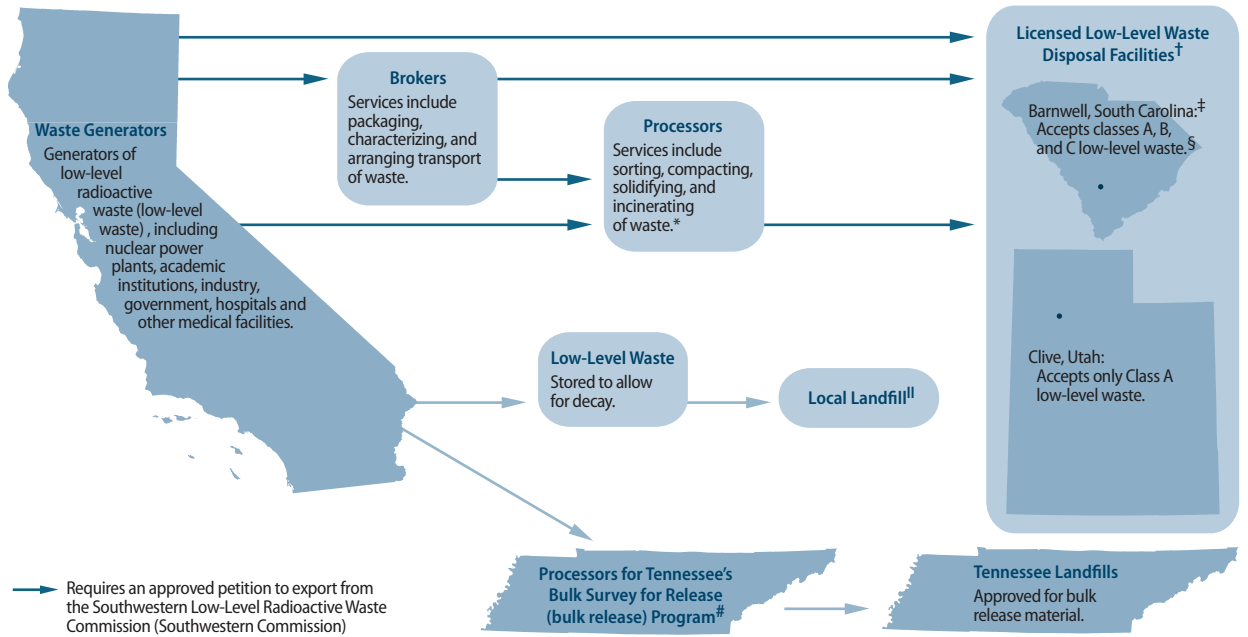 Waste Generators
Generators of
low-level
radioactive
waste (low-level
waste) , including
nuclear power
plants, academic
institutions, industry,
government, hospitals and
other medical facilities.
Brokers
Services include
packaging,
characterizing, and
arranging transport
of waste.
Processors
Services include
sorting, compacting,
solidifying, and
incinerating
of waste.*
Licensed Low-Level Waste
Disposal Facilities†
Barnwell, South Carolina:‡
Accepts classes A, B,
and C low-level waste.§
Clive, Utah:
Accepts only Class A
low-level waste.
Low-Level Waste
Stored to allow
for decay.
Local Landfill||
Processors for Tennessee’s
Bulk Survey for Release
(bulk release) Program#
Tennessee Landfills
Approved for bulk
release material.
Requires an approved petition to export from
the Southwestern Low-Level Radioactive Waste
Commission (Southwestern Commission)